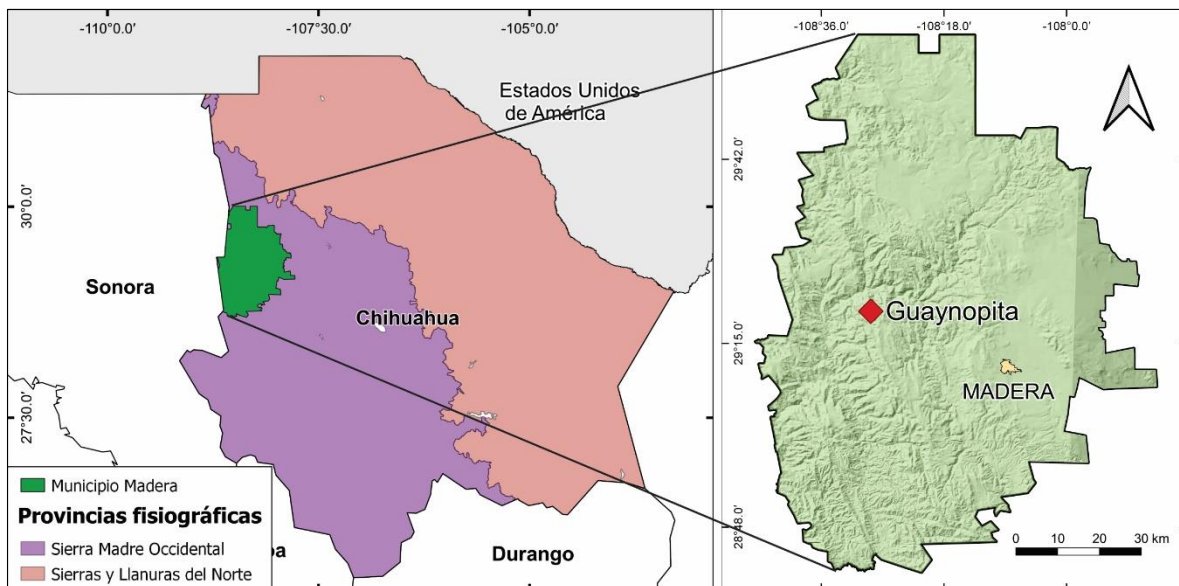 -110°0.0'
-107°30.0'
-105°0.0'
-108°36.0'
-108°18.0'
-108°0.0'
Estados Unidos
de América
29°42.0'
30°0.0'
Sonora
Chihuahua
Guaynopita
29°15.0'
MADERA
27°30.0'
Municipio Madera
Provincias fisiográficas
Sierra Madre Occidental
Sierras y Llanuras del Norte
Durango
28°48.0'
0 10 20 30 km